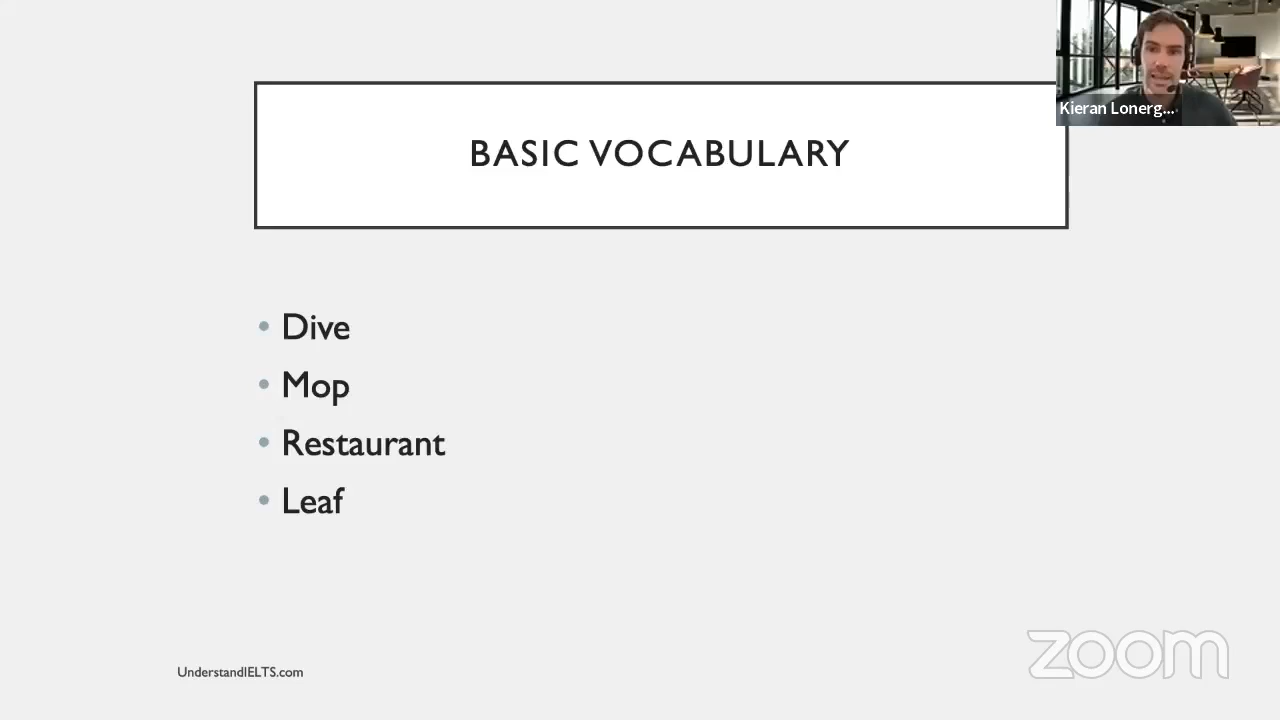 Kieran Lonerg...
BASIC VOCABULARY
Dive
Mop
Restaurant
Leaf
UnderstandIELTS.com
zoom